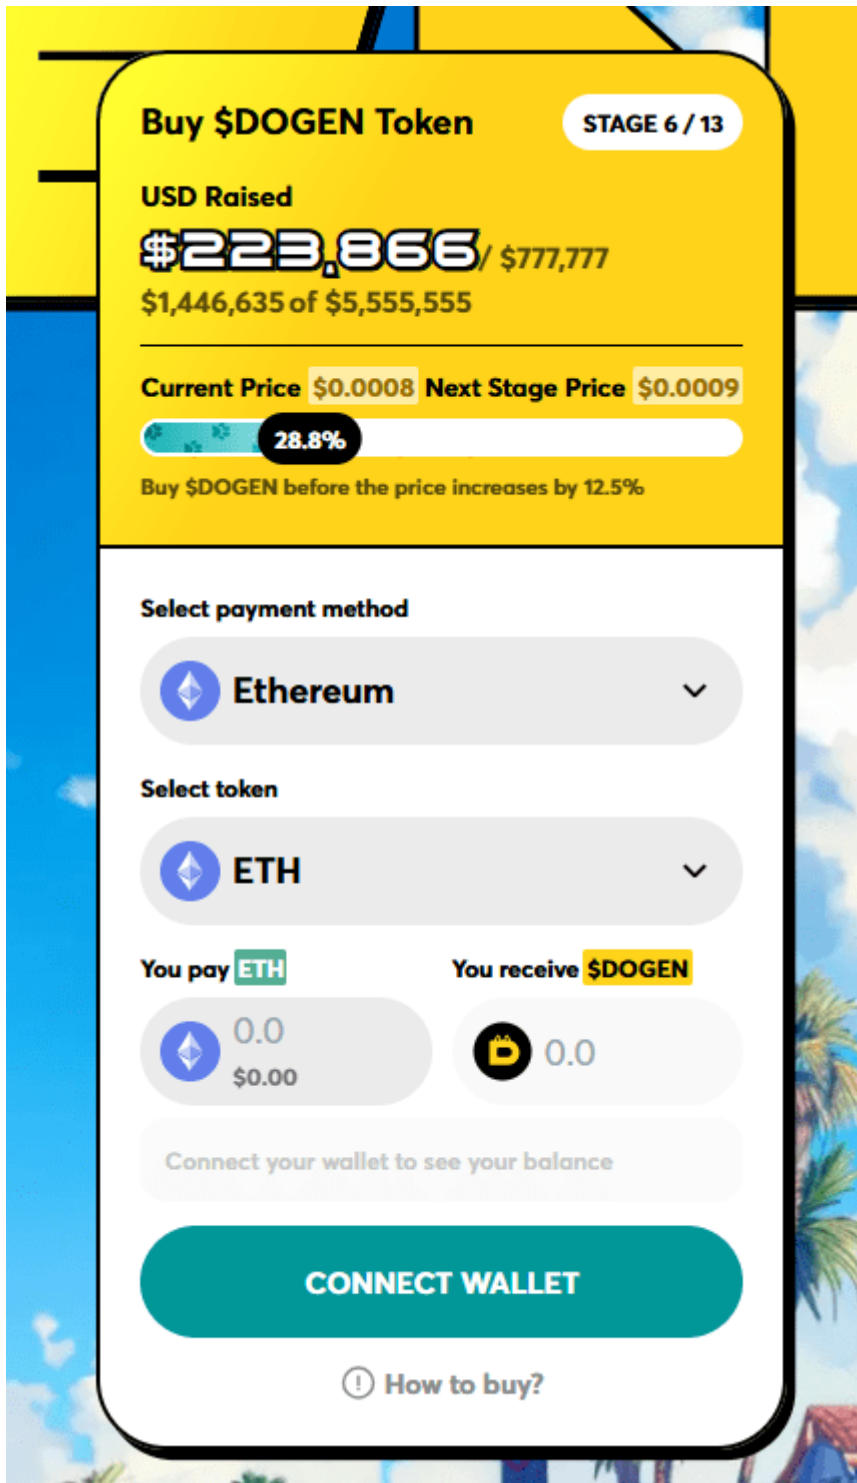 Buy $DOGEN Token
STAGE 6 / 13
USD Raised
$223,866 / $777,777
$1,446,635 of $5,555,555
Current Price $0.0008 Next Stage Price $0.0009
28.8%
Buy $DOGEN before the price increases by 12.5%
Select payment method
Ethereum
Select token
ETH
You pay ETH
You receive $DOGEN
0.0
$0.00
0.0
Connect your wallet to see your balance
CONNECT WALLET
How to buy?